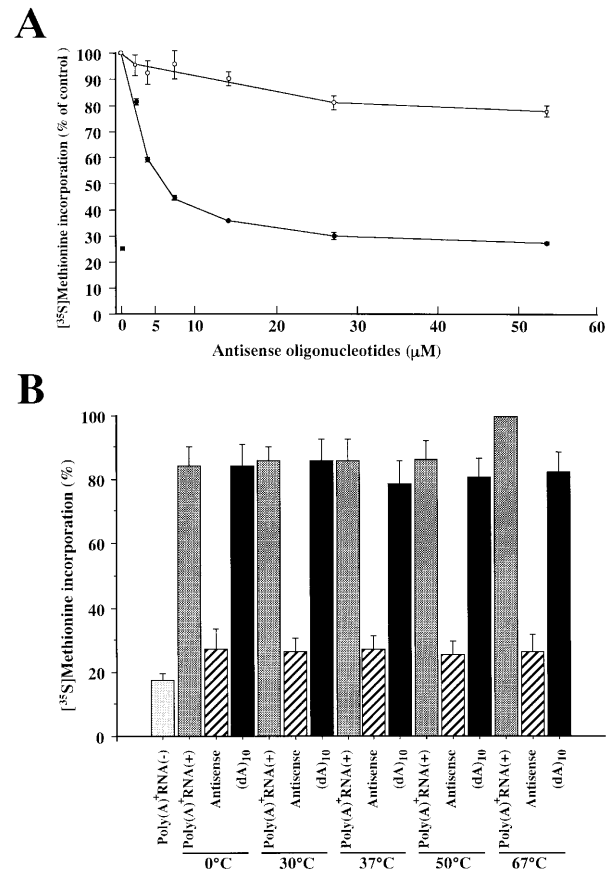 A
[³⁵S]Methionine incorporation (% of control)
100
90
80
70
60
50
40
30
20
10
0
0 5 10 20 30 40 50 60
Antisense oligonucleotides (μM)
B
[³⁵S]Methionine incorporation (%)
100
80
60
40
20
0
Poly(A)⁺RNA(-)
Poly(A)⁺RNA(+)
Antisense
(dA)₁₀
Poly(A)⁺RNA(+)
Antisense
(dA)₁₀
Poly(A)⁺RNA(+)
Antisense
(dA)₁₀
Poly(A)⁺RNA(+)
Antisense
(dA)₁₀
Poly(A)⁺RNA(+)
Antisense
(dA)₁₀
0°C 30°C 37°C 50°C 67°C